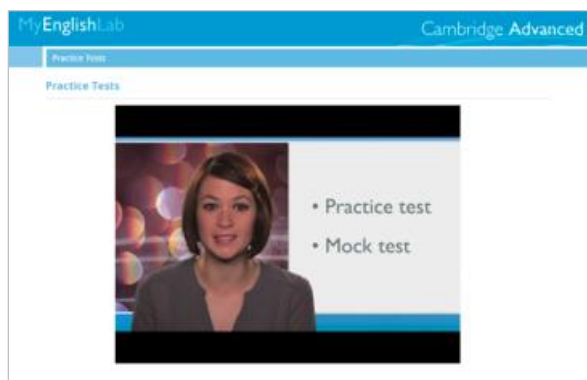 MyEnglishLab
Cambridge Advanced
Practice Tests
Practice Tests
• Practice test
• Mock test